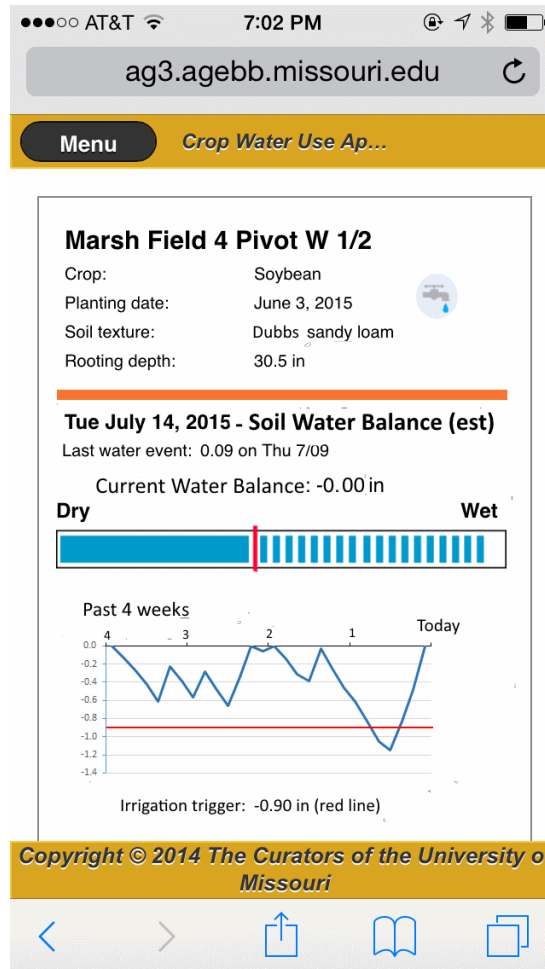 AT&T 7:02 PM
ag3.agebb.missouri.edu
Menu Crop Water Use Ap...
Marsh Field 4 Pivot W 1/2
Crop: Soybean
Planting date: June 3, 2015
Soil texture: Dubbs sandy loam
Rooting depth: 30.5 in
Tue July 14, 2015 - Soil Water Balance (est)
Last water event: 0.09 on Thu 7/09
Current Water Balance: -0.00 in
Dry Wet
Past 4 weeks
4 3 2 1 Today
0.0
-0.2
-0.4
-0.6
-0.8
-1.0
-1.2
-1.4
Irrigation trigger: -0.90 in (red line)
Copyright © 2014 The Curators of the University o
Missouri